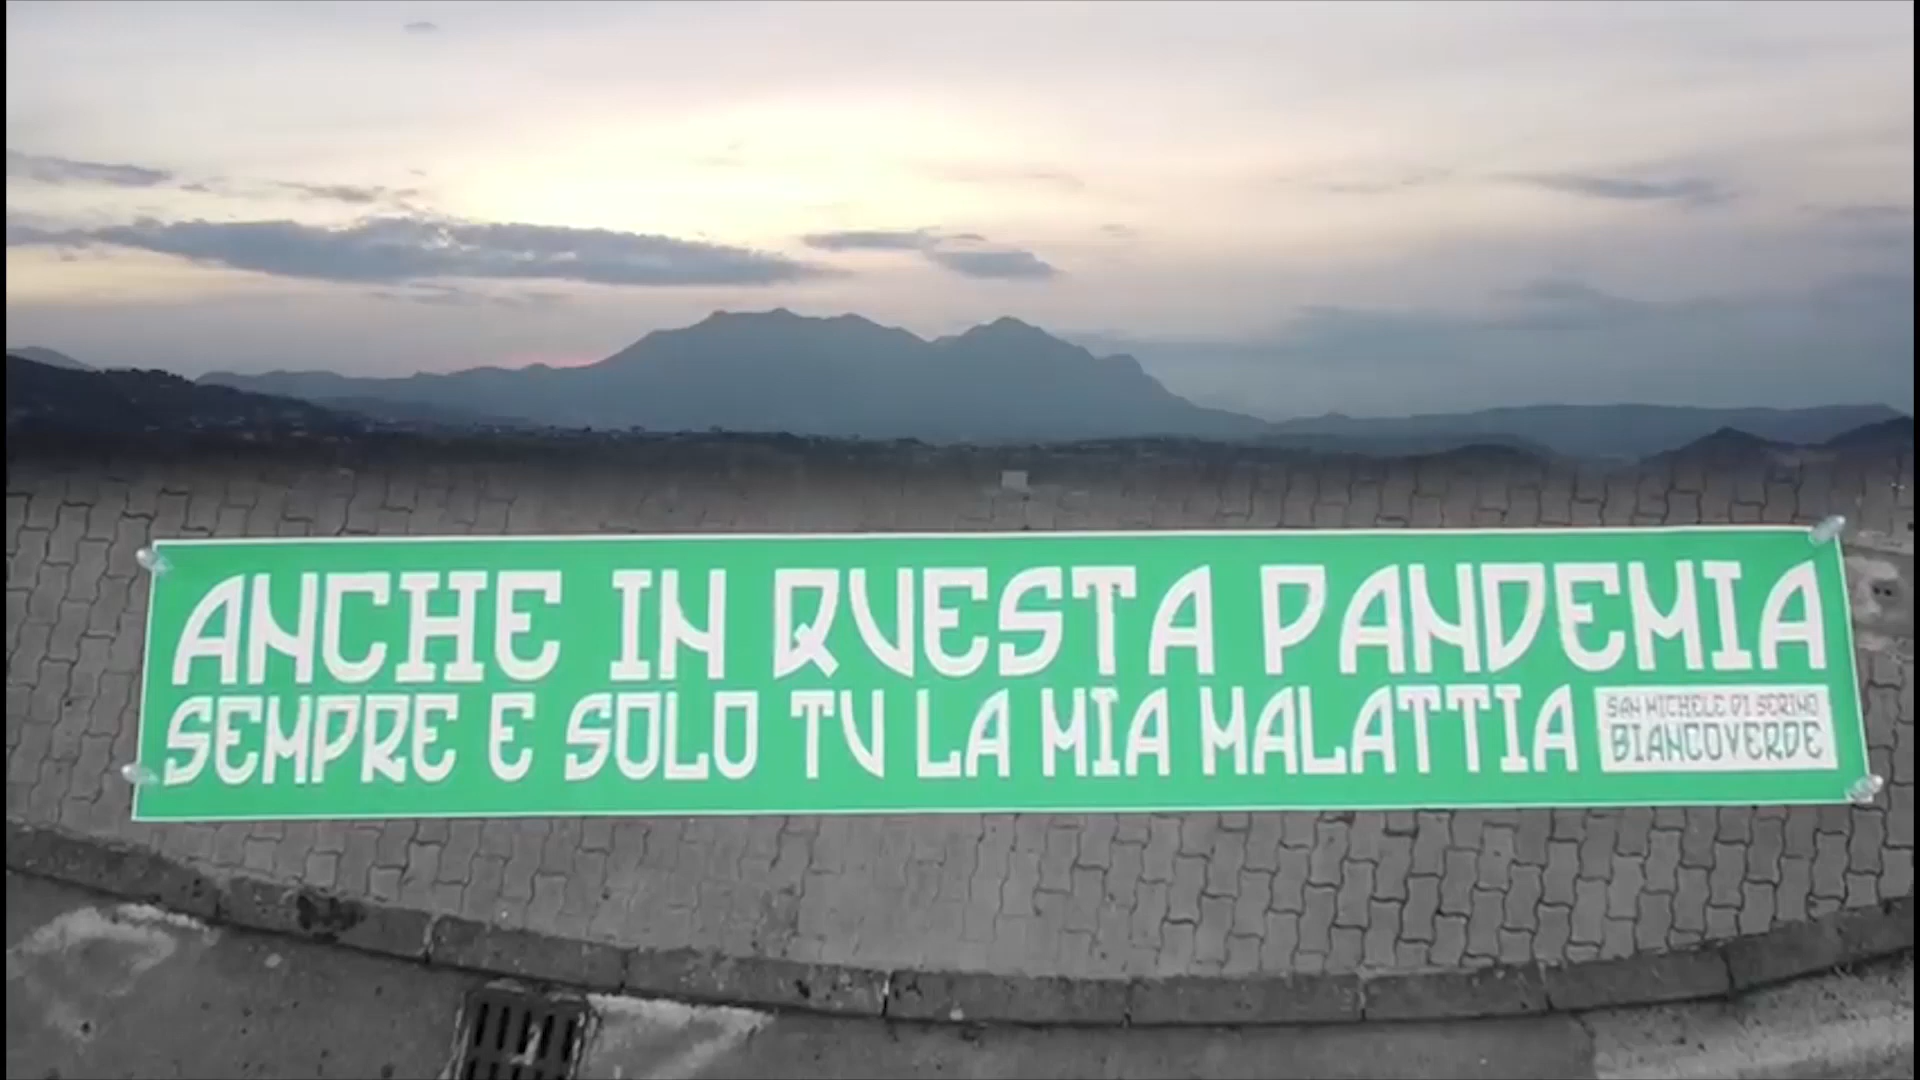 ANCHE IN QVESTA PANDEMIA
SEMPRE E SOLO TV LA MIA MALATTIA
SAN MICHELE DI SERINO
BIANCOVERDE